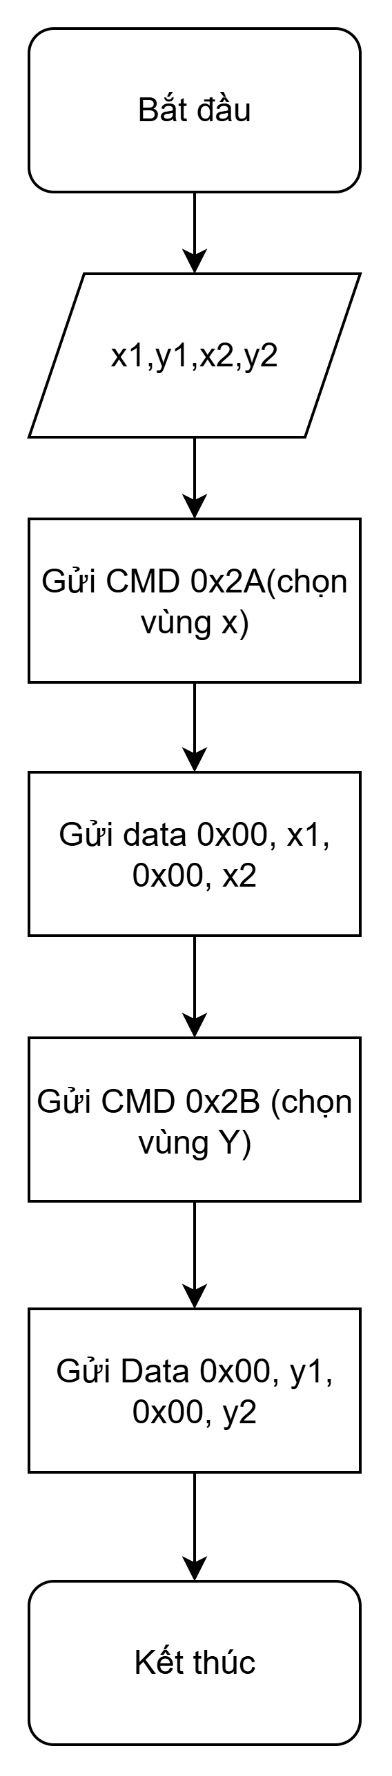 Bắt đầu
x1,y1,x2,y2
Gửi CMD 0x2A(chọn
vùng x)
Gửi data 0x00, x1,
0x00, x2
Gửi CMD 0x2B (chọn
vùng Y)
Gửi Data 0x00, y1,
0x00, y2
Kết thúc